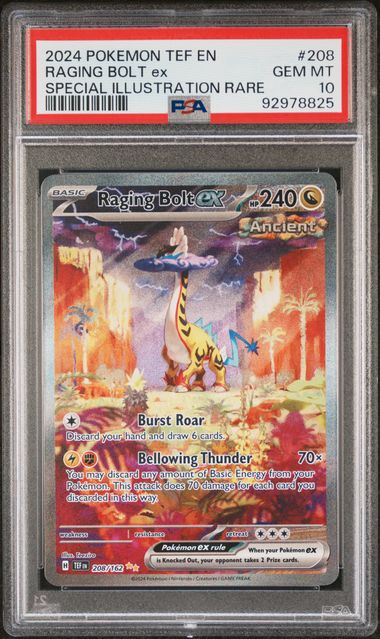 2024 POKEMON TEF EN #208
RAGING BOLT ex GEM MT
SPECIAL ILLUSTRATION RARE 10
PSA 92978825
BASIC Raging Bolt ex HP 240
Ancient
Burst Roar
Discard your hand and draw 6 cards.
Bellowing Thunder 70×
You may discard any amount of Basic Energy from your
Pokémon. This attack does 70 damage for each card you
discarded in this way.
weakness resistance retreat
Illus. Teeziro
Pokémon ex rule
When your Pokémon ex
is Knocked Out, your opponent takes 2 Prize cards.
H TEF EN 208/162
©2024 Pokémon / Nintendo / Creatures / GAME FREAK
PSA